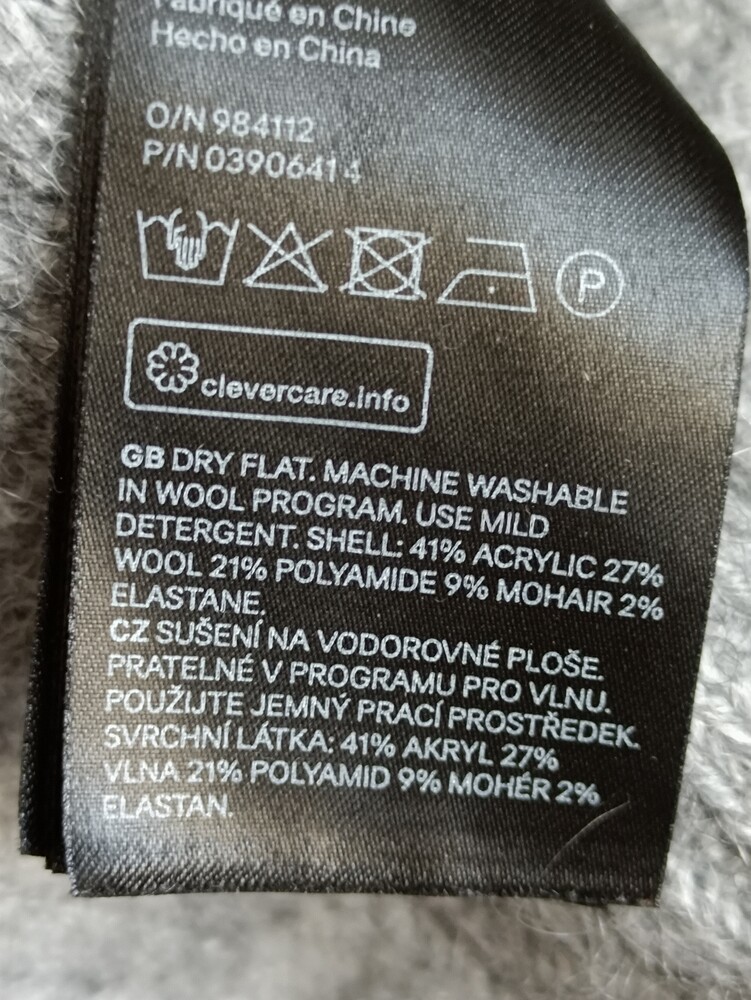 Fabriqué en Chine
Hecho en China
O/N 984112
P/N 03906414
P
clevercare.info
GB DRY FLAT. MACHINE WASHABLE
IN WOOL PROGRAM. USE MILD
DETERGENT. SHELL: 41% ACRYLIC 27%
WOOL 21% POLYAMIDE 9% MOHAIR 2%
ELASTANE.
CZ SUŠENÍ NA VODOROVNÉ PLOŠE.
PRATELNÉ V PROGRAMU PRO VLNU.
POUŽIJTE JEMNÝ PRACÍ PROSTŘEDEK.
SVRCHNÍ LÁTKA: 41% AKRYL 27%
VLNA 21% POLYAMID 9% MOHÉR 2%
ELASTAN.